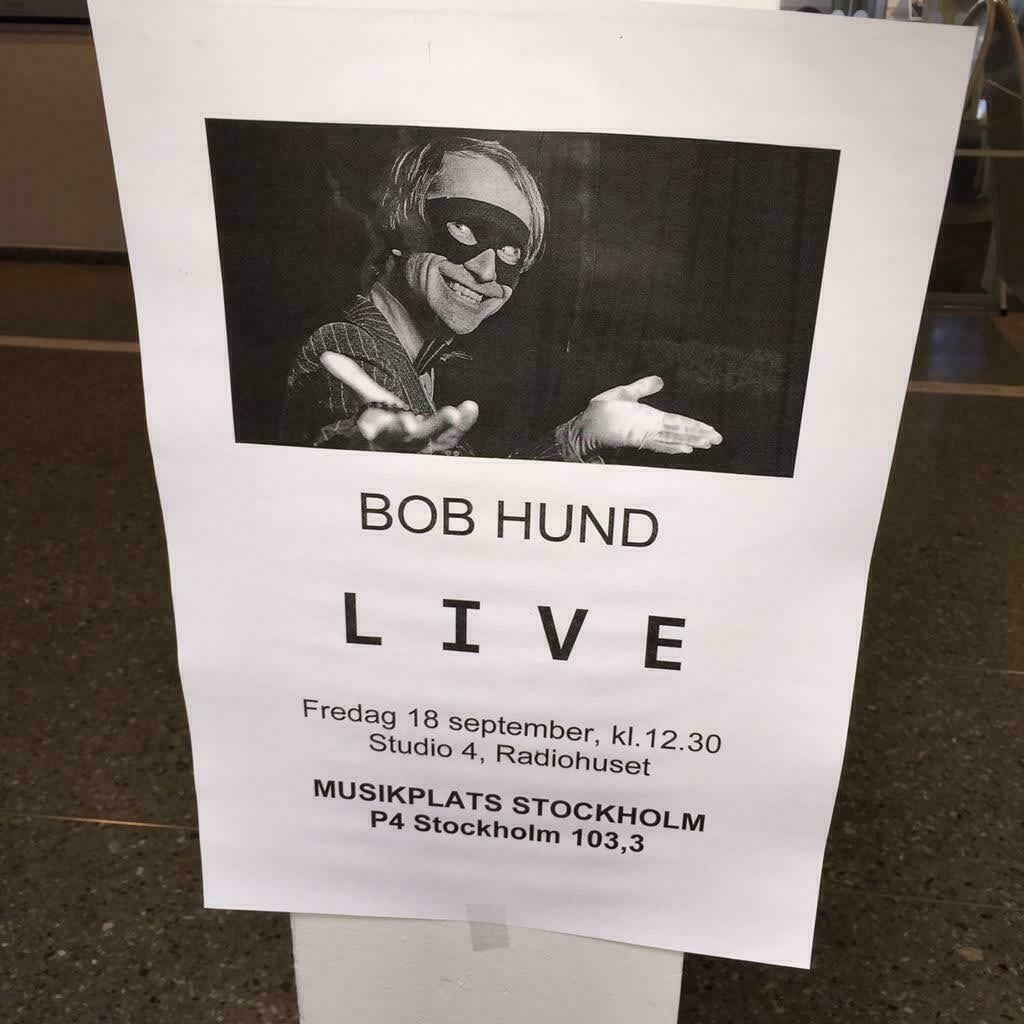 BOB HUND
LIVE
Fredag 18 september, kl.12.30
Studio 4, Radiohuset
MUSIKPLATS STOCKHOLM
P4 Stockholm 103,3